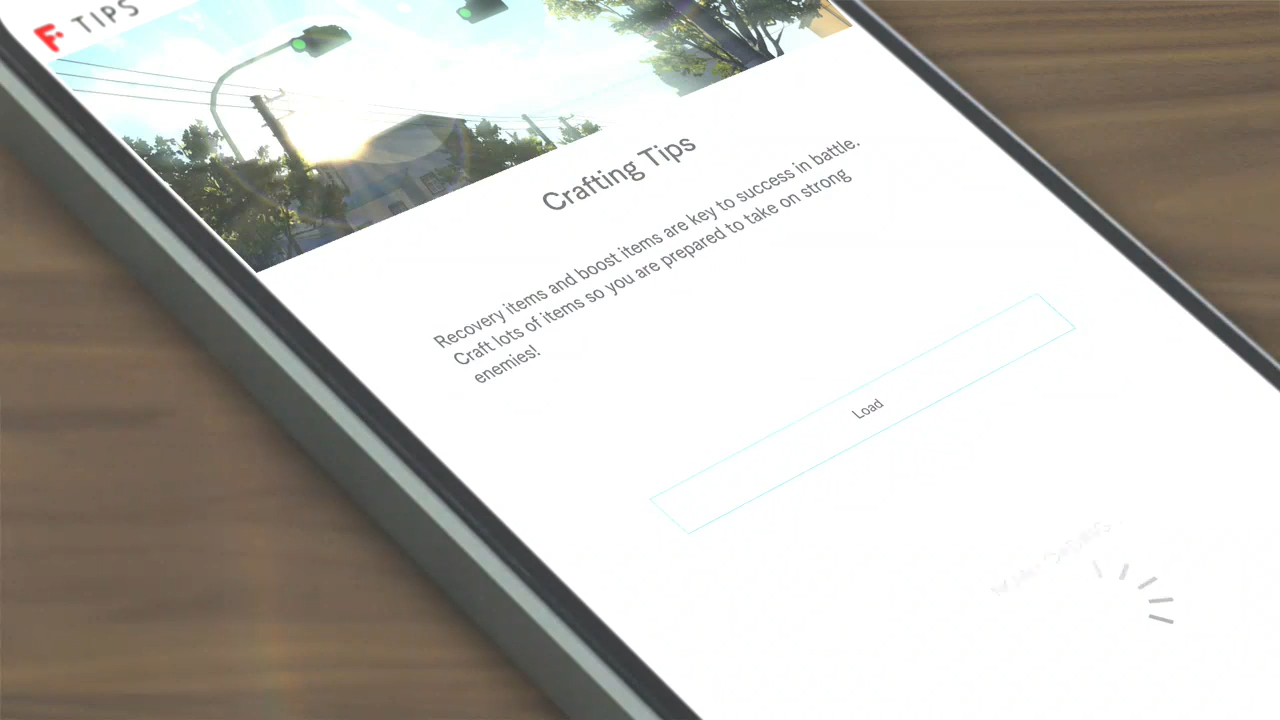 F TIPS
Crafting Tips
Recovery items and boost items are key to success in battle.
Craft lots of items so you are prepared to take on strong
enemies!
Load